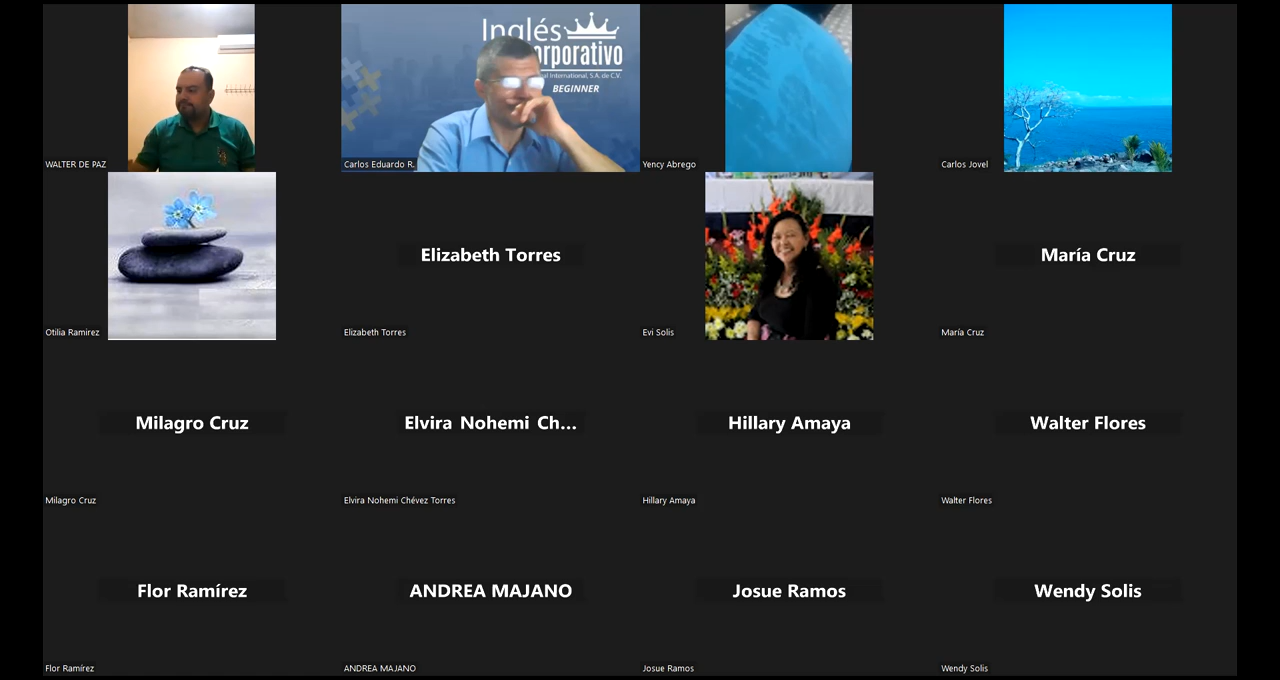 Inglés
orporativo
al International, S.A. de C.V.
BEGINNER
WALTER DE PAZ
Carlos Eduardo R.
Yency Abrego
Carlos Jovel
Elizabeth Torres
María Cruz
Otilia Ramirez
Elizabeth Torres
Evi Solis
María Cruz
Milagro Cruz
Elvira Nohemi Ch...
Hillary Amaya
Walter Flores
Milagro Cruz
Elvira Nohemi Chévez Torres
Hillary Amaya
Walter Flores
Flor Ramírez
ANDREA MAJANO
Josue Ramos
Wendy Solis
Flor Ramírez
ANDREA MAJANO
Josue Ramos
Wendy Solis